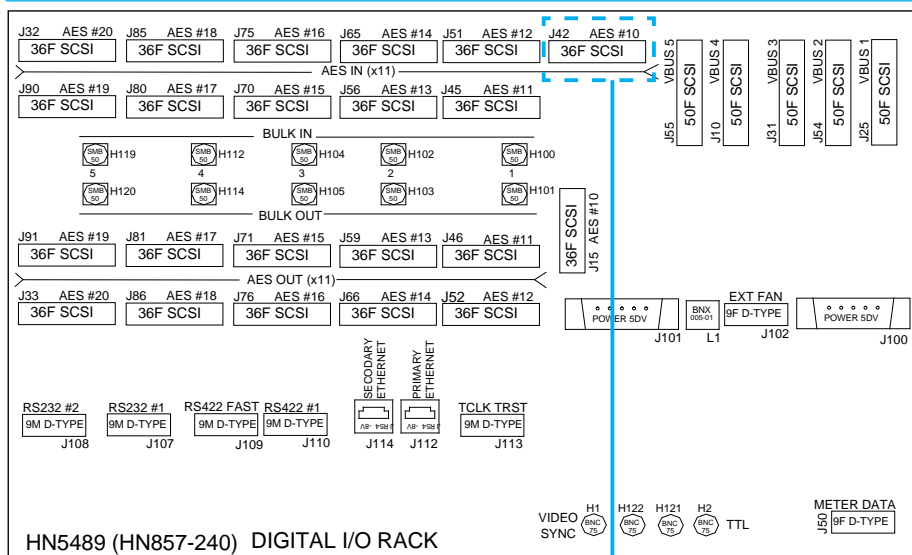 J32 AES #20 J85 AES #18 J75 AES #16 J65 AES #14 J51 AES #12 J42 AES #10
36F SCSI 36F SCSI 36F SCSI 36F SCSI 36F SCSI 36F SCSI
AES IN (x11)
J90 AES #19 J80 AES #17 J70 AES #15 J56 AES #13 J45 AES #11
36F SCSI 36F SCSI 36F SCSI 36F SCSI 36F SCSI
J55 VBUS 5
50F SCSI
J10 VBUS 4
50F SCSI
J31 VBUS 3
50F SCSI
J54 VBUS 2
50F SCSI
J25 VBUS 1
50F SCSI
BULK IN
SMB 50 H119 SMB 50 H112 SMB 50 H104 SMB 50 H102 SMB 50 H100
5 4 3 2 1
SMB 50 H120 SMB 50 H114 SMB 50 H105 SMB 50 H103 SMB 50 H101
BULK OUT
36F SCSI
J15 AES #10
J91 AES #19 J81 AES #17 J71 AES #15 J59 AES #13 J46 AES #11
36F SCSI 36F SCSI 36F SCSI 36F SCSI 36F SCSI
AES OUT (x11)
J33 AES #20 J86 AES #18 J76 AES #16 J66 AES #14 J52 AES #12
36F SCSI 36F SCSI 36F SCSI 36F SCSI 36F SCSI
EXT FAN
POWER 5DV BNX 005-01 9F D-TYPE POWER 5DV
J101 L1 J102 J100
SECODARY ETHERNET
PRIMARY ETHERNET
RS232 #2 RS232 #1 RS422 FAST RS422 #1 TCLK TRST
9M D-TYPE 9M D-TYPE 9M D-TYPE 9M D-TYPE RS54 -8V RS54 -8V 9M D-TYPE
J108 J107 J109 J110 J114 J112 J113
H1 H122 H121 H2
VIDEO SYNC BNC 75 BNC 75 BNC 75 BNC 75 TTL
METER DATA
J50 9F D-TYPE
HN5489 (HN857-240) DIGITAL I/O RACK